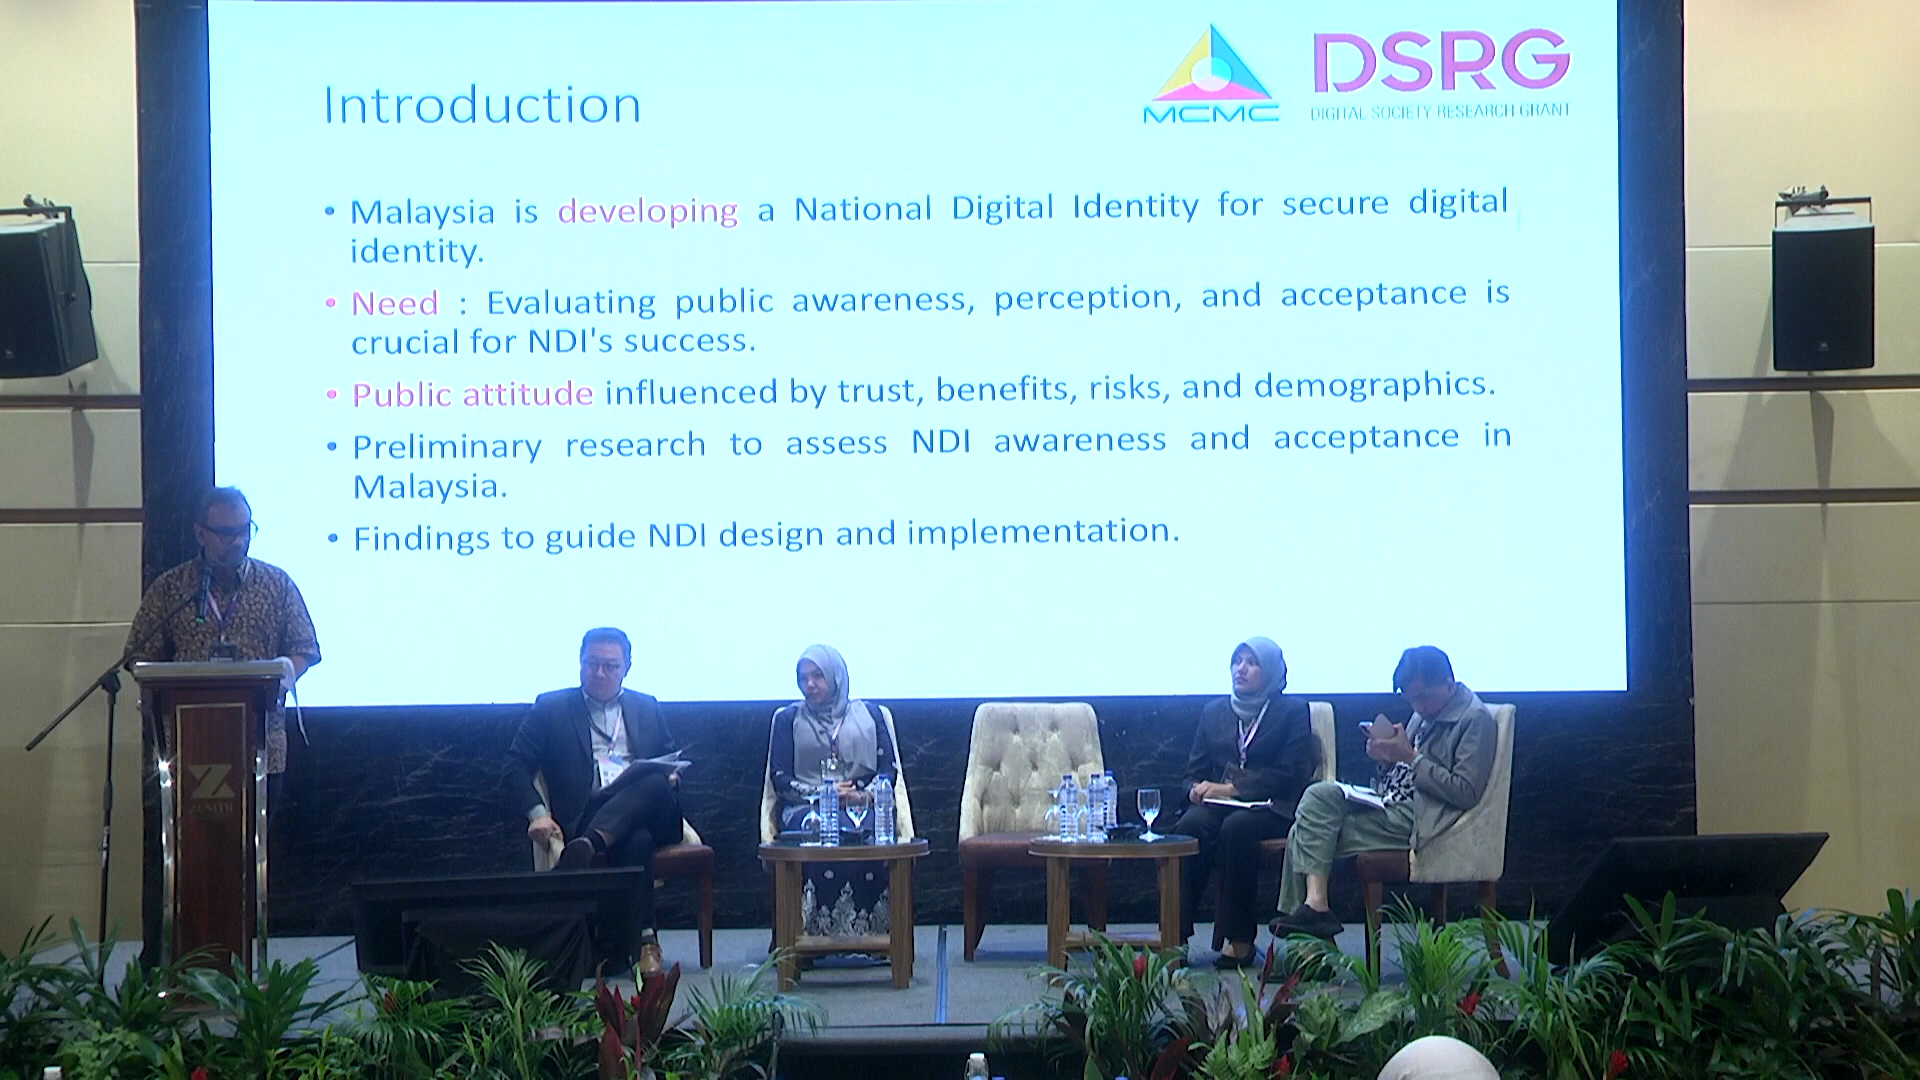 Introduction
MCMC
DSRG
DIGITAL SOCIETY RESEARCH GRANT
• Malaysia is developing a National Digital Identity for secure digital
identity.
• Need : Evaluating public awareness, perception, and acceptance is
crucial for NDI's success.
• Public attitude influenced by trust, benefits, risks, and demographics.
• Preliminary research to assess NDI awareness and acceptance in
Malaysia.
• Findings to guide NDI design and implementation.
ZENITH